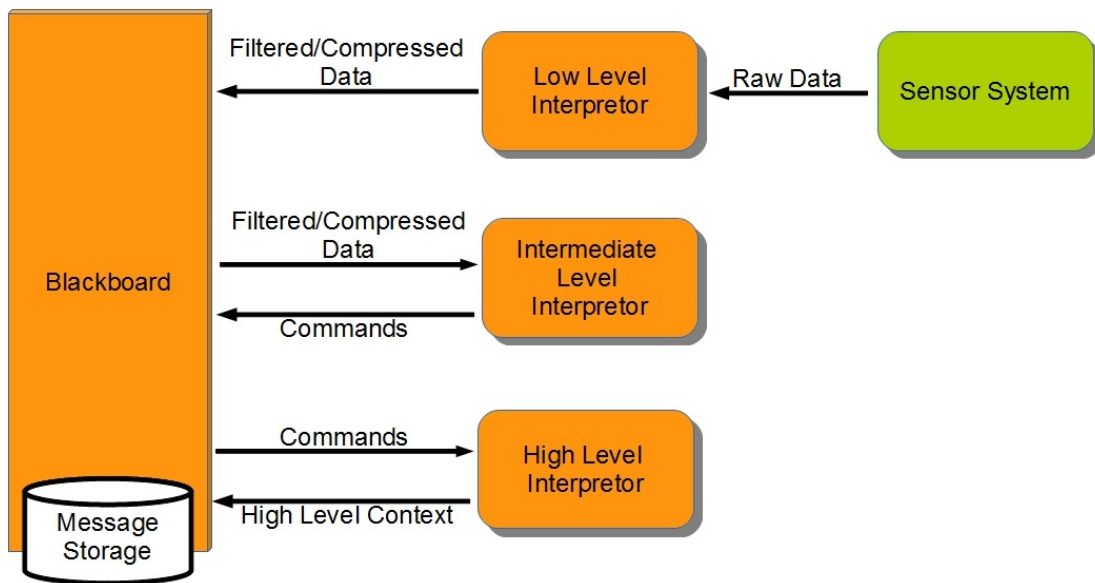 Filtered/Compressed
Data
Low Level
Interpretor
Raw Data
Sensor System
Filtered/Compressed
Data
Intermediate
Level
Interpretor
Blackboard
Commands
Commands
High Level
Interpretor
High Level Context
Message
Storage